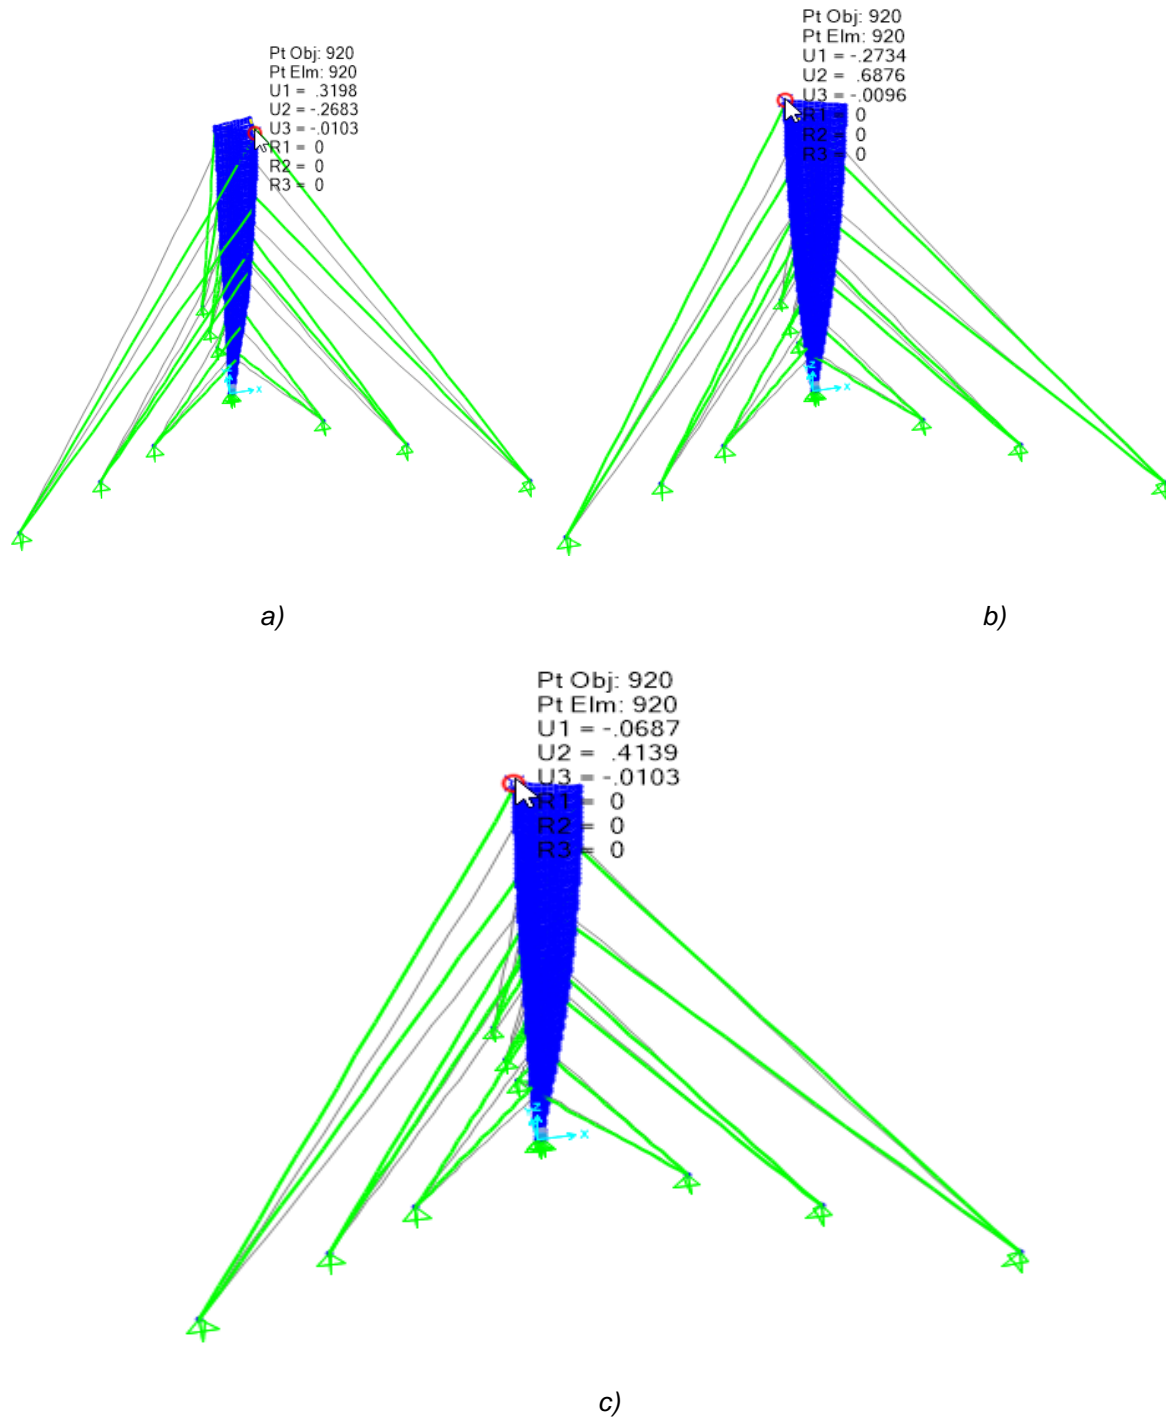 Pt Obj: 920
Pt Elm: 920
U1 = .3198
U2 = -.2683
U3 = -.0103
R1 = 0
R2 = 0
R3 = 0
X
a)
Pt Obj: 920
Pt Elm: 920
U1 = -.2734
U2 = .6876
U3 = -.0096
R1 = 0
R2 = 0
R3 = 0
X
b)
Pt Obj: 920
Pt Elm: 920
U1 = -.0687
U2 = .4139
U3 = -.0103
R1 = 0
R2 = 0
R3 = 0
X
c)